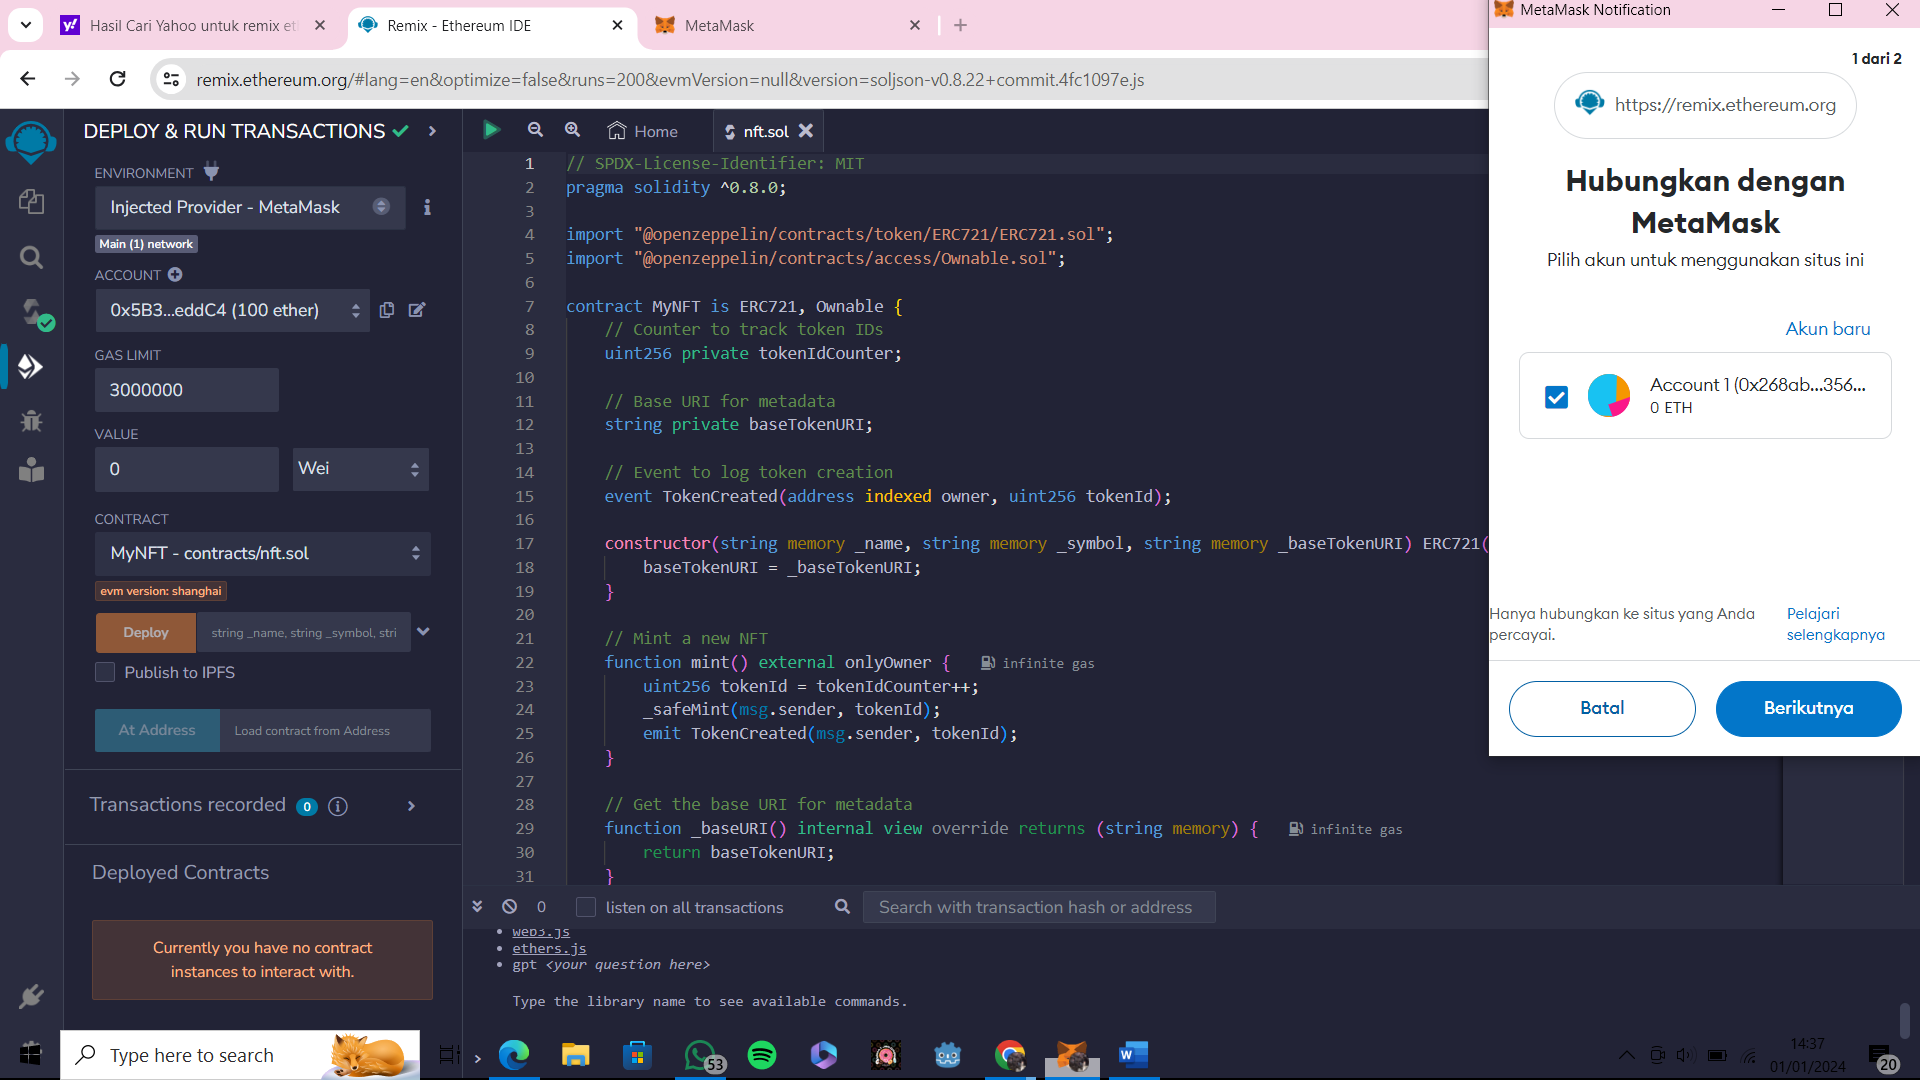 Hasil Cari Yahoo untuk remix et
Remix - Ethereum IDE
MetaMask
remix.ethereum.org/#lang=en&optimize=false&runs=200&evmVersion=null&version=soljson-v0.8.22+commit.4fc1097e.js
DEPLOY & RUN TRANSACTIONS
ENVIRONMENT
Injected Provider - MetaMask
Main (1) network
ACCOUNT
0x5B3...eddC4 (100 ether)
GAS LIMIT
3000000
VALUE
0
Wei
CONTRACT
MyNFT - contracts/nft.sol
evm version: shanghai
Deploy
string _name, string _symbol, stri
Publish to IPFS
At Address
Load contract from Address
Transactions recorded 0
Deployed Contracts
Currently you have no contract
instances to interact with.
Home
nft.sol
1 // SPDX-License-Identifier: MIT
2 pragma solidity ^0.8.0;
3
4 import "@openzeppelin/contracts/token/ERC721/ERC721.sol";
5 import "@openzeppelin/contracts/access/Ownable.sol";
6
7 contract MyNFT is ERC721, Ownable {
8 // Counter to track token IDs
9 uint256 private tokenIdCounter;
10
11 // Base URI for metadata
12 string private baseTokenURI;
13
14 // Event to log token creation
15 event TokenCreated(address indexed owner, uint256 tokenId);
16
17 constructor(string memory _name, string memory _symbol, string memory _baseTokenURI) ERC721(
18 baseTokenURI = _baseTokenURI;
19 }
20
21 // Mint a new NFT
22 function mint() external onlyOwner { infinite gas
23 uint256 tokenId = tokenIdCounter++;
24 _safeMint(msg.sender, tokenId);
25 emit TokenCreated(msg.sender, tokenId);
26 }
27
28 // Get the base URI for metadata
29 function _baseURI() internal view override returns (string memory) { infinite gas
30 return baseTokenURI;
31 }
0
listen on all transactions
Search with transaction hash or address
• web3.js
• ethers.js
• gpt <your question here>
Type the library name to see available commands.
MetaMask Notification
1 dari 2
https://remix.ethereum.org
Hubungkan dengan
MetaMask
Pilih akun untuk menggunakan situs ini
Akun baru
Account 1 (0x268ab...356...
0 ETH
Hanya hubungkan ke situs yang Anda
percayai.
Pelajari
selengkapnya
Batal
Berikutnya
Type here to search
53
14:37
01/01/2024
20